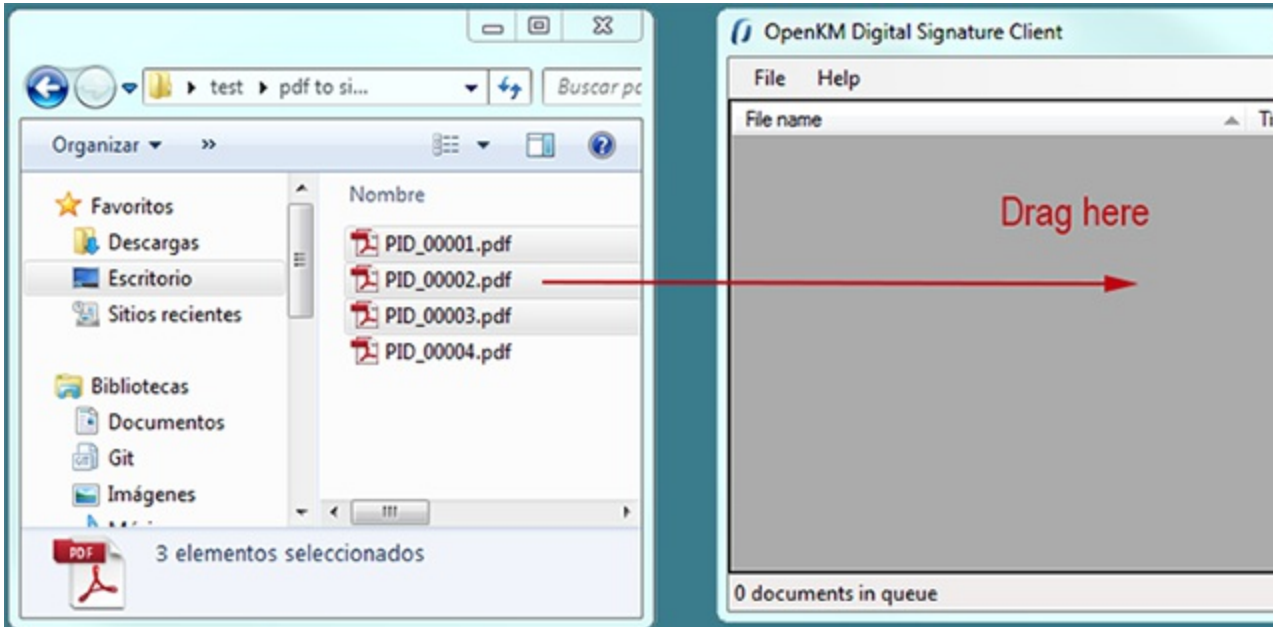 test ▸ pdf to si...
Buscar pc
Organizar
»
Favoritos
Descargas
Escritorio
Sitios recientes
Bibliotecas
Documentos
Git
Imágenes
Nombre
PID_00001.pdf
PID_00002.pdf
PID_00003.pdf
PID_00004.pdf
PDF
3 elementos seleccionados
OpenKM Digital Signature Client
File Help
File name Ti
Drag here
0 documents in queue